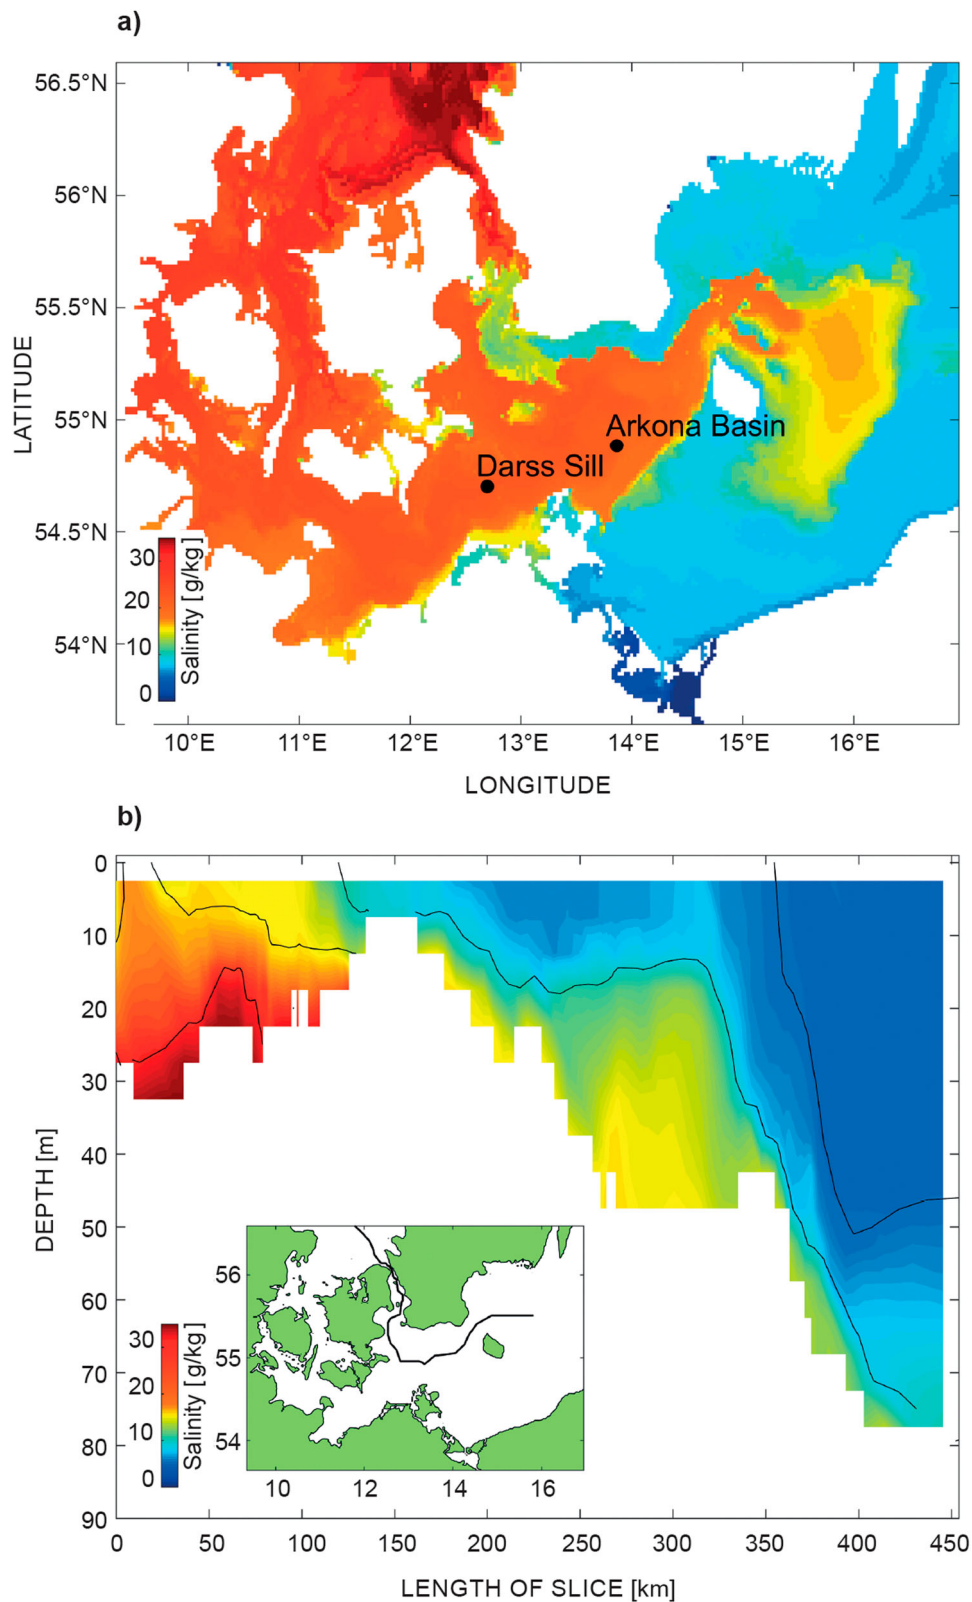 a)
56.5°N
56°N
55.5°N
55°N
54.5°N
54°N
LATITUDE
Arkona Basin
Darss Sill
30
20
10
0
Salinity [g/kg]
10°E 11°E 12°E 13°E 14°E 15°E 16°E
LONGITUDE
b)
0
10
20
30
40
50
60
70
80
90
DEPTH [m]
30
20
10
0
Salinity [g/kg]
56
55
54
10 12 14 16
0 50 100 150 200 250 300 350 400 450
LENGTH OF SLICE [km]